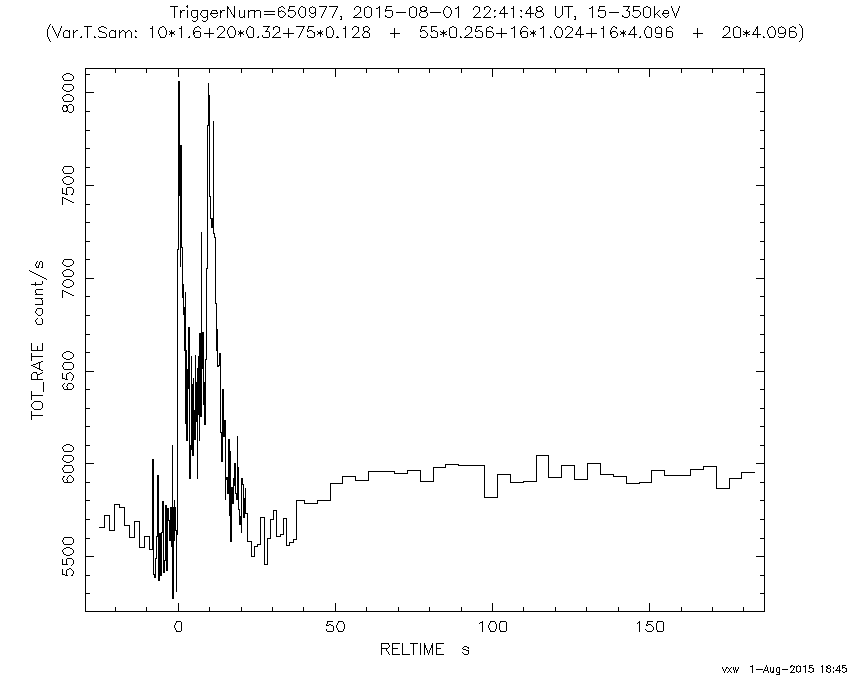 TriggerNum=650977, 2015-08-01 22:41:48 UT, 15-350keV
(Var.T.Sam: 10*1.6+20*0.32+75*0.128 + 55*0.256+16*1.024+16*4.096 + 20*4.096)
8000
7500
7000
6500
6000
5500
TOT_RATE count/s
0 50 100 150
RELTIME s
vxw 1-Aug-2015 18:45